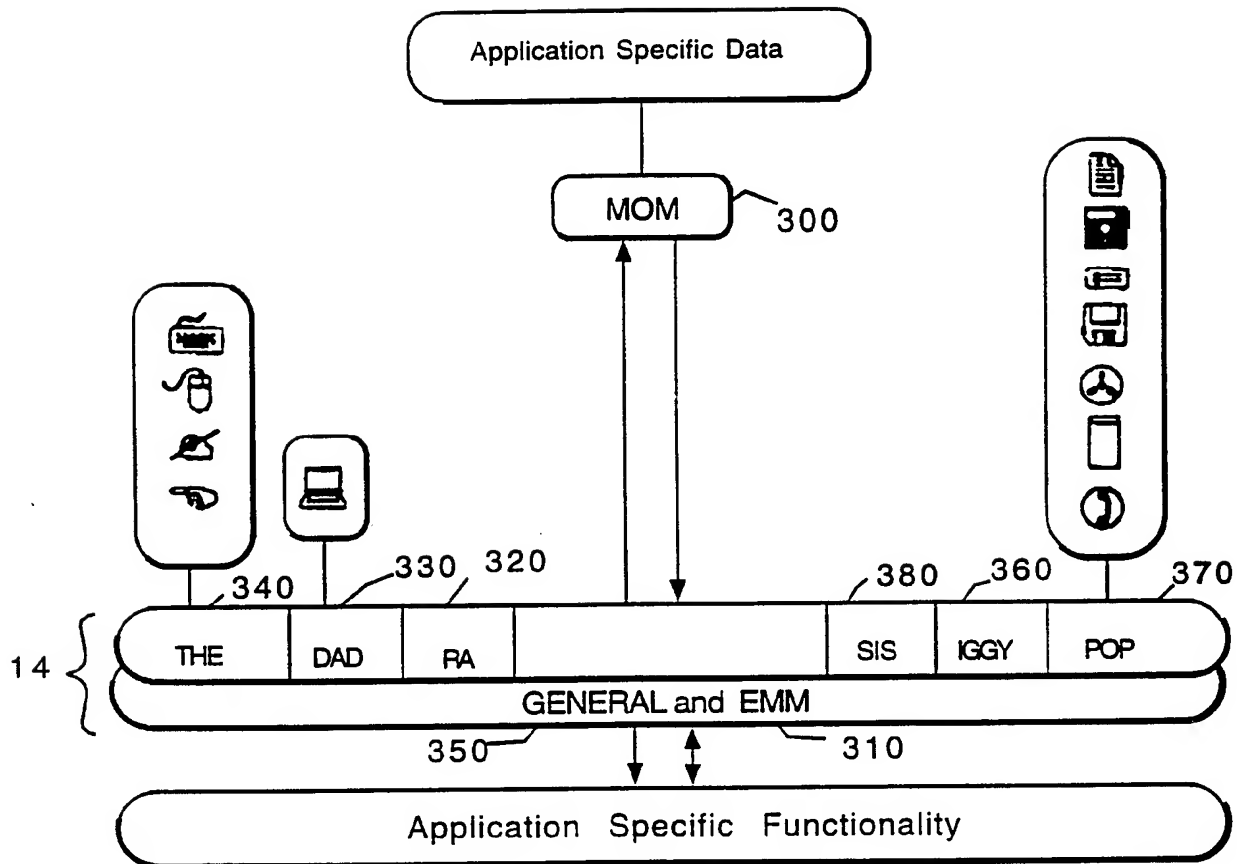 Application Specific Data
MOM
300
340
330
320
380
360
370
14
THE
DAD
RA
SIS
IGGY
POP
GENERAL and EMM
350
310
Application Specific Functionality